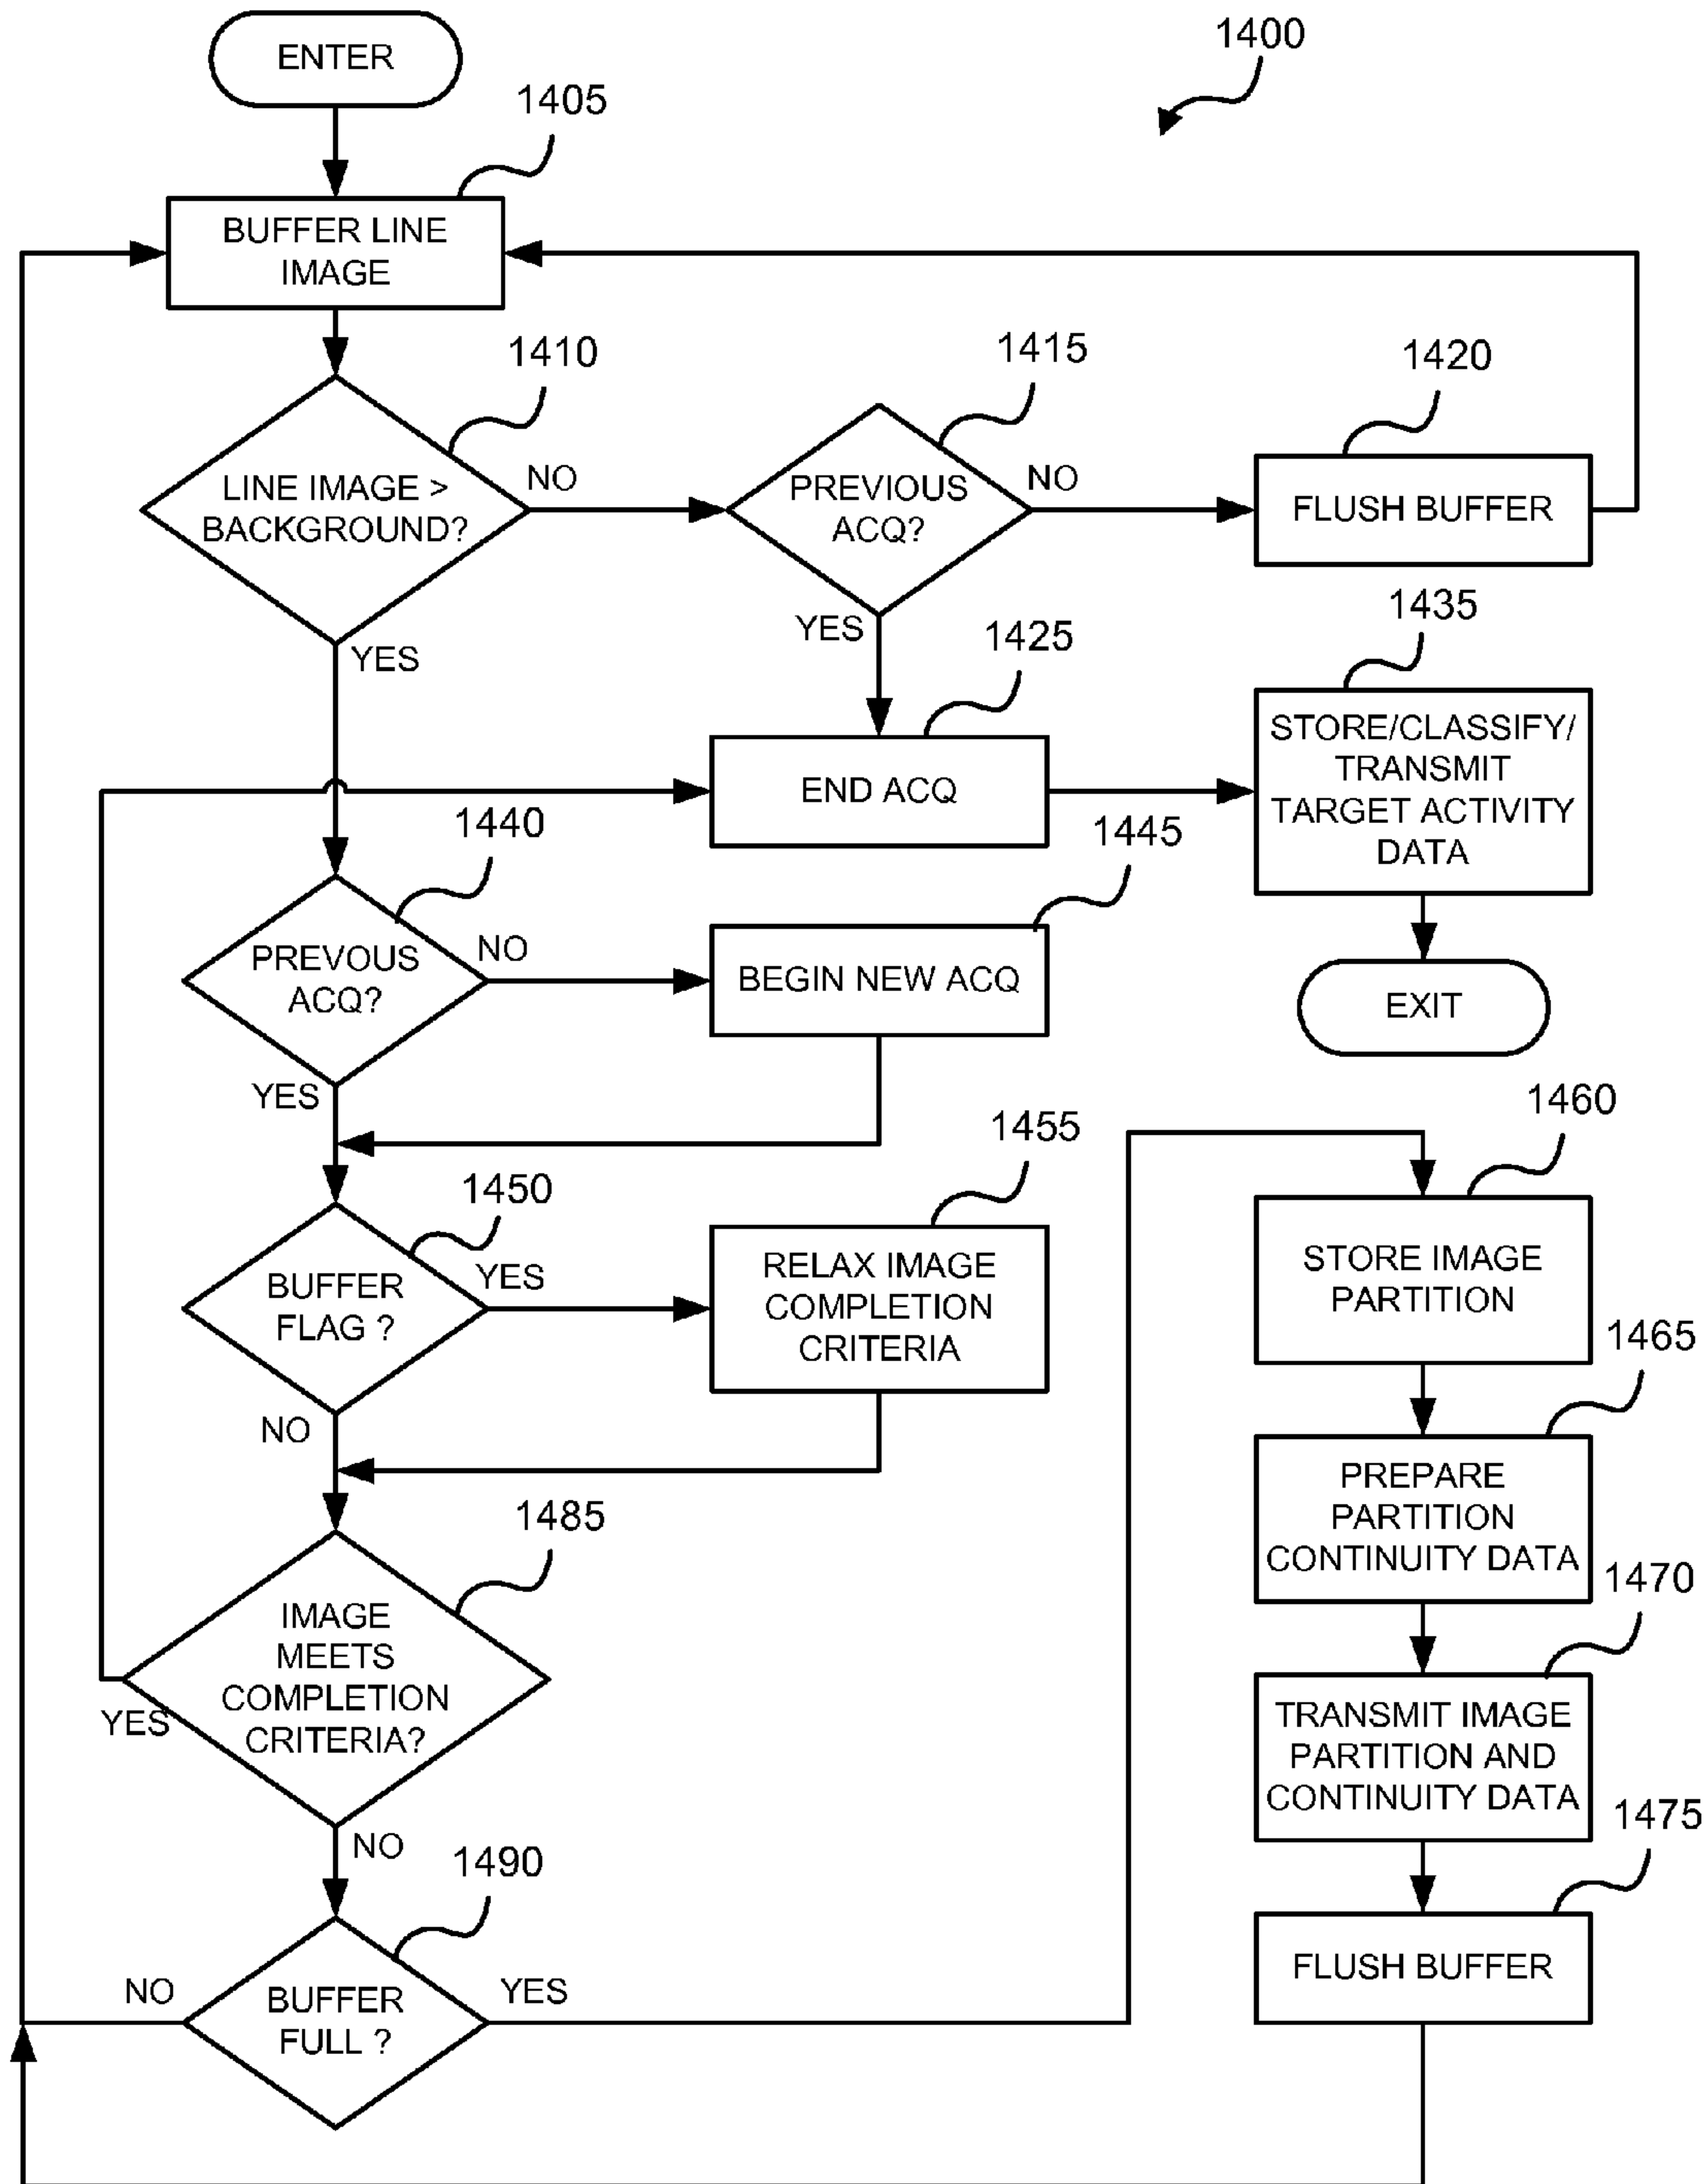 1400
ENTER
1405
BUFFER LINE
IMAGE
1410
LINE IMAGE >
BACKGROUND?
NO
YES
1415
PREVIOUS
ACQ?
NO
YES
1420
FLUSH BUFFER
1425
END ACQ
1435
STORE/CLASSIFY/
TRANSMIT
TARGET ACTIVITY
DATA
EXIT
1440
PREVOUS
ACQ?
NO
YES
1445
BEGIN NEW ACQ
1450
BUFFER
FLAG ?
YES
NO
1455
RELAX IMAGE
COMPLETION
CRITERIA
1485
IMAGE
MEETS
COMPLETION
CRITERIA?
YES
NO
1490
BUFFER
FULL ?
NO
YES
1460
STORE IMAGE
PARTITION
1465
PREPARE
PARTITION
CONTINUITY DATA
1470
TRANSMIT IMAGE
PARTITION AND
CONTINUITY DATA
1475
FLUSH BUFFER